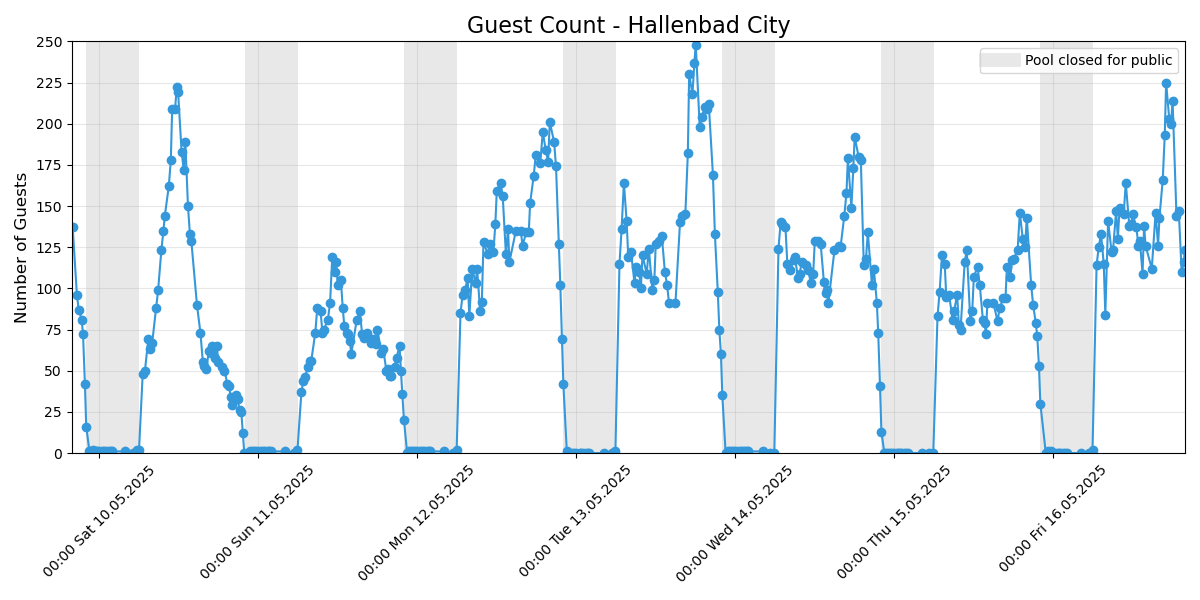 Guest Count - Hallenbad City
Pool closed for public
Number of Guests
250
225
200
175
150
125
100
75
50
25
0
00:00 Sat 10.05.2025
00:00 Sun 11.05.2025
00:00 Mon 12.05.2025
00:00 Tue 13.05.2025
00:00 Wed 14.05.2025
00:00 Thu 15.05.2025
00:00 Fri 16.05.2025